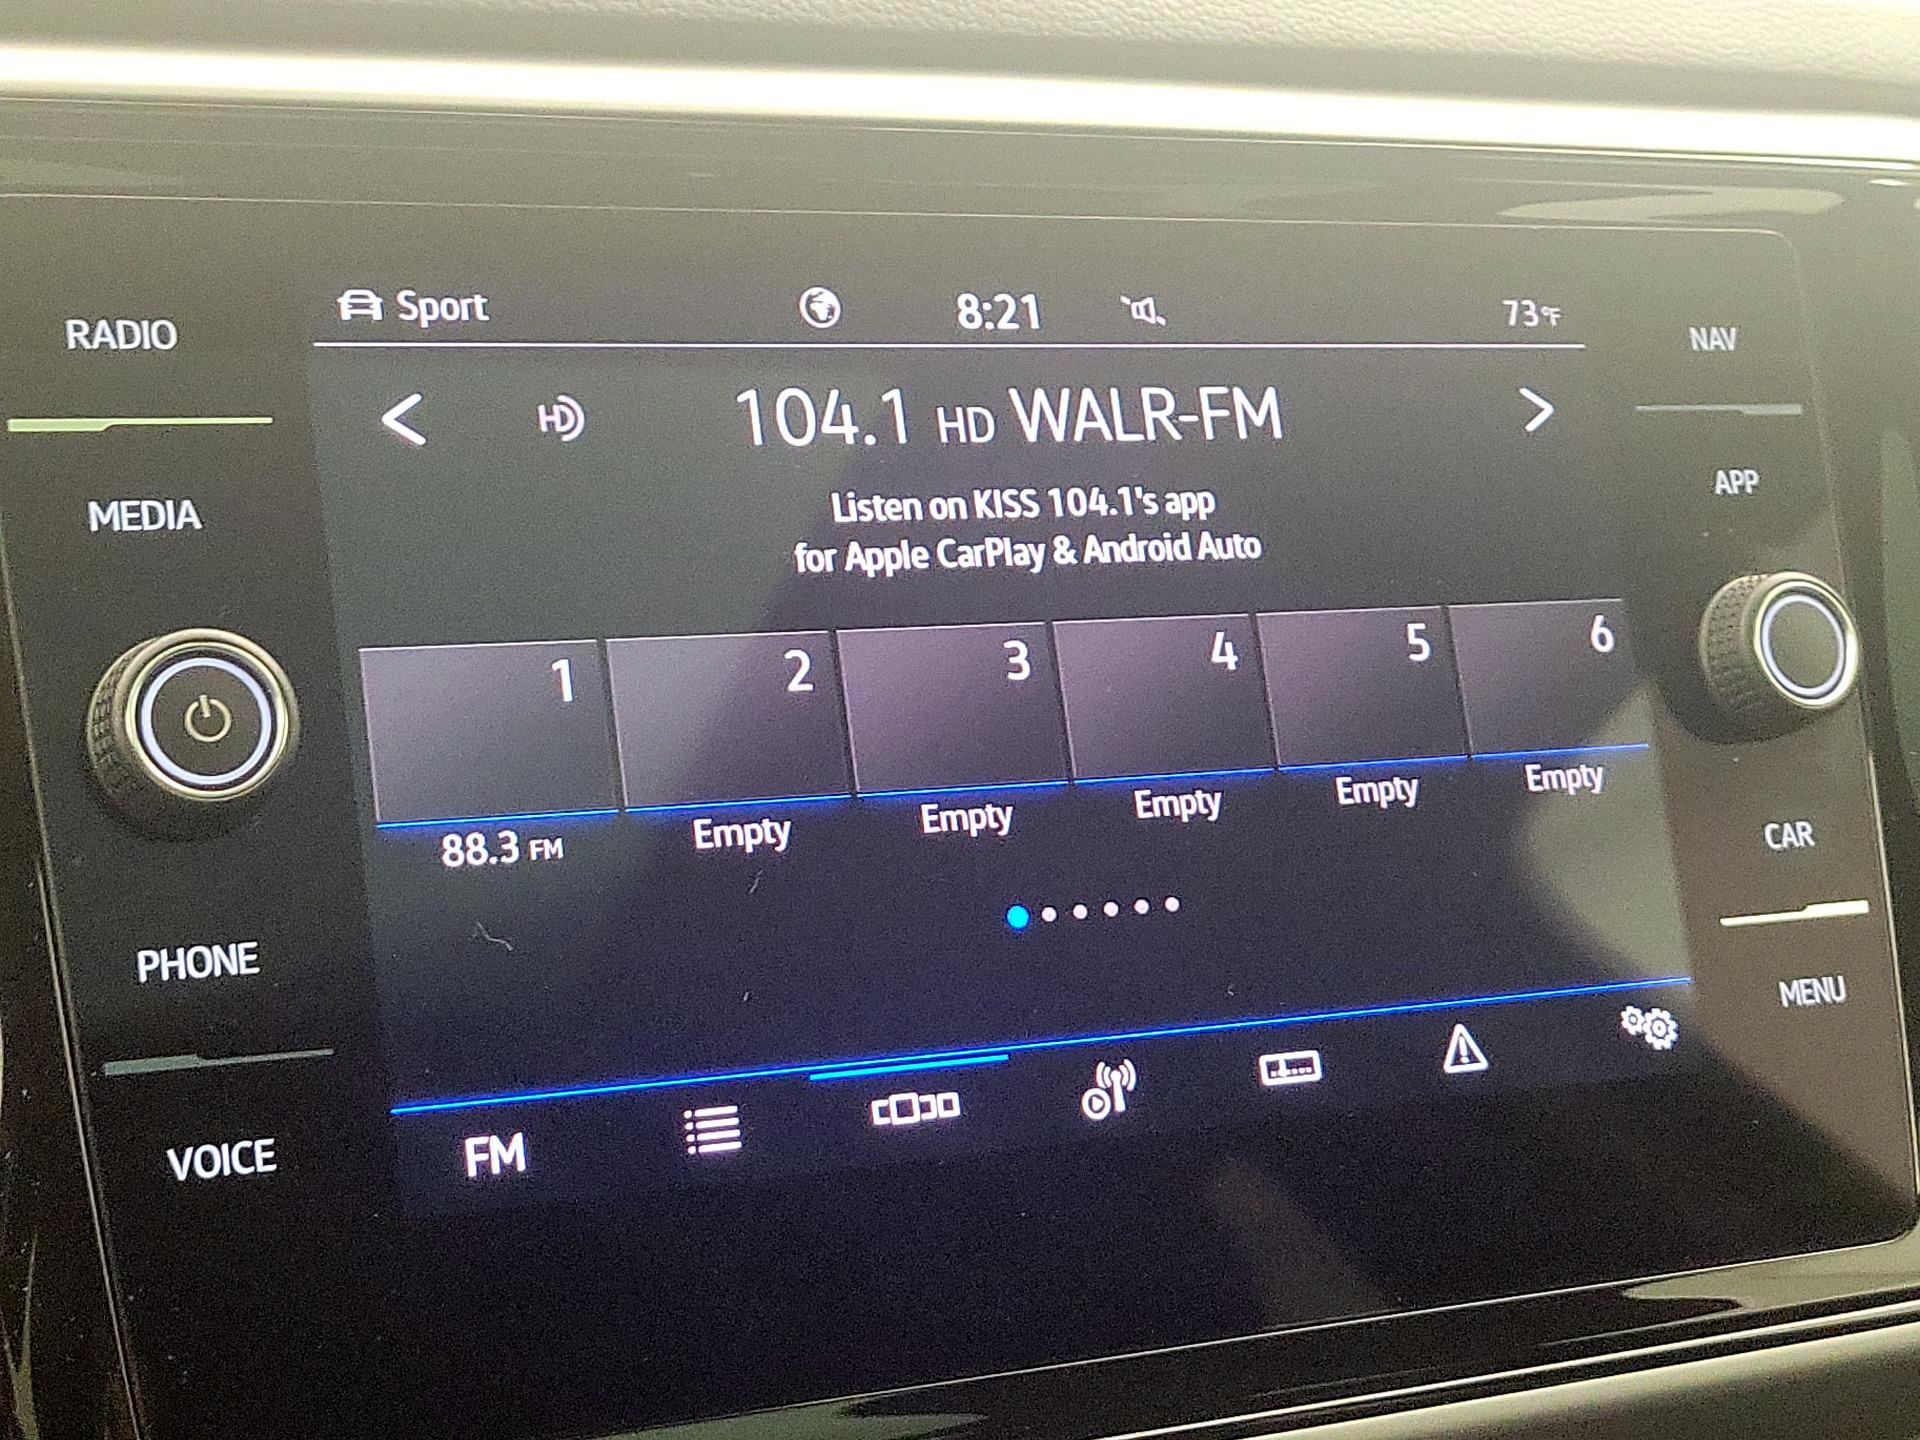 RADIO
MEDIA
PHONE
VOICE
Sport 8:21 73°F
HD 104.1 HD WALR-FM
Listen on KISS 104.1's app
for Apple CarPlay & Android Auto
1 2 3 4 5 6
88.3 FM Empty Empty Empty Empty Empty
FM
NAV
APP
CAR
MENU